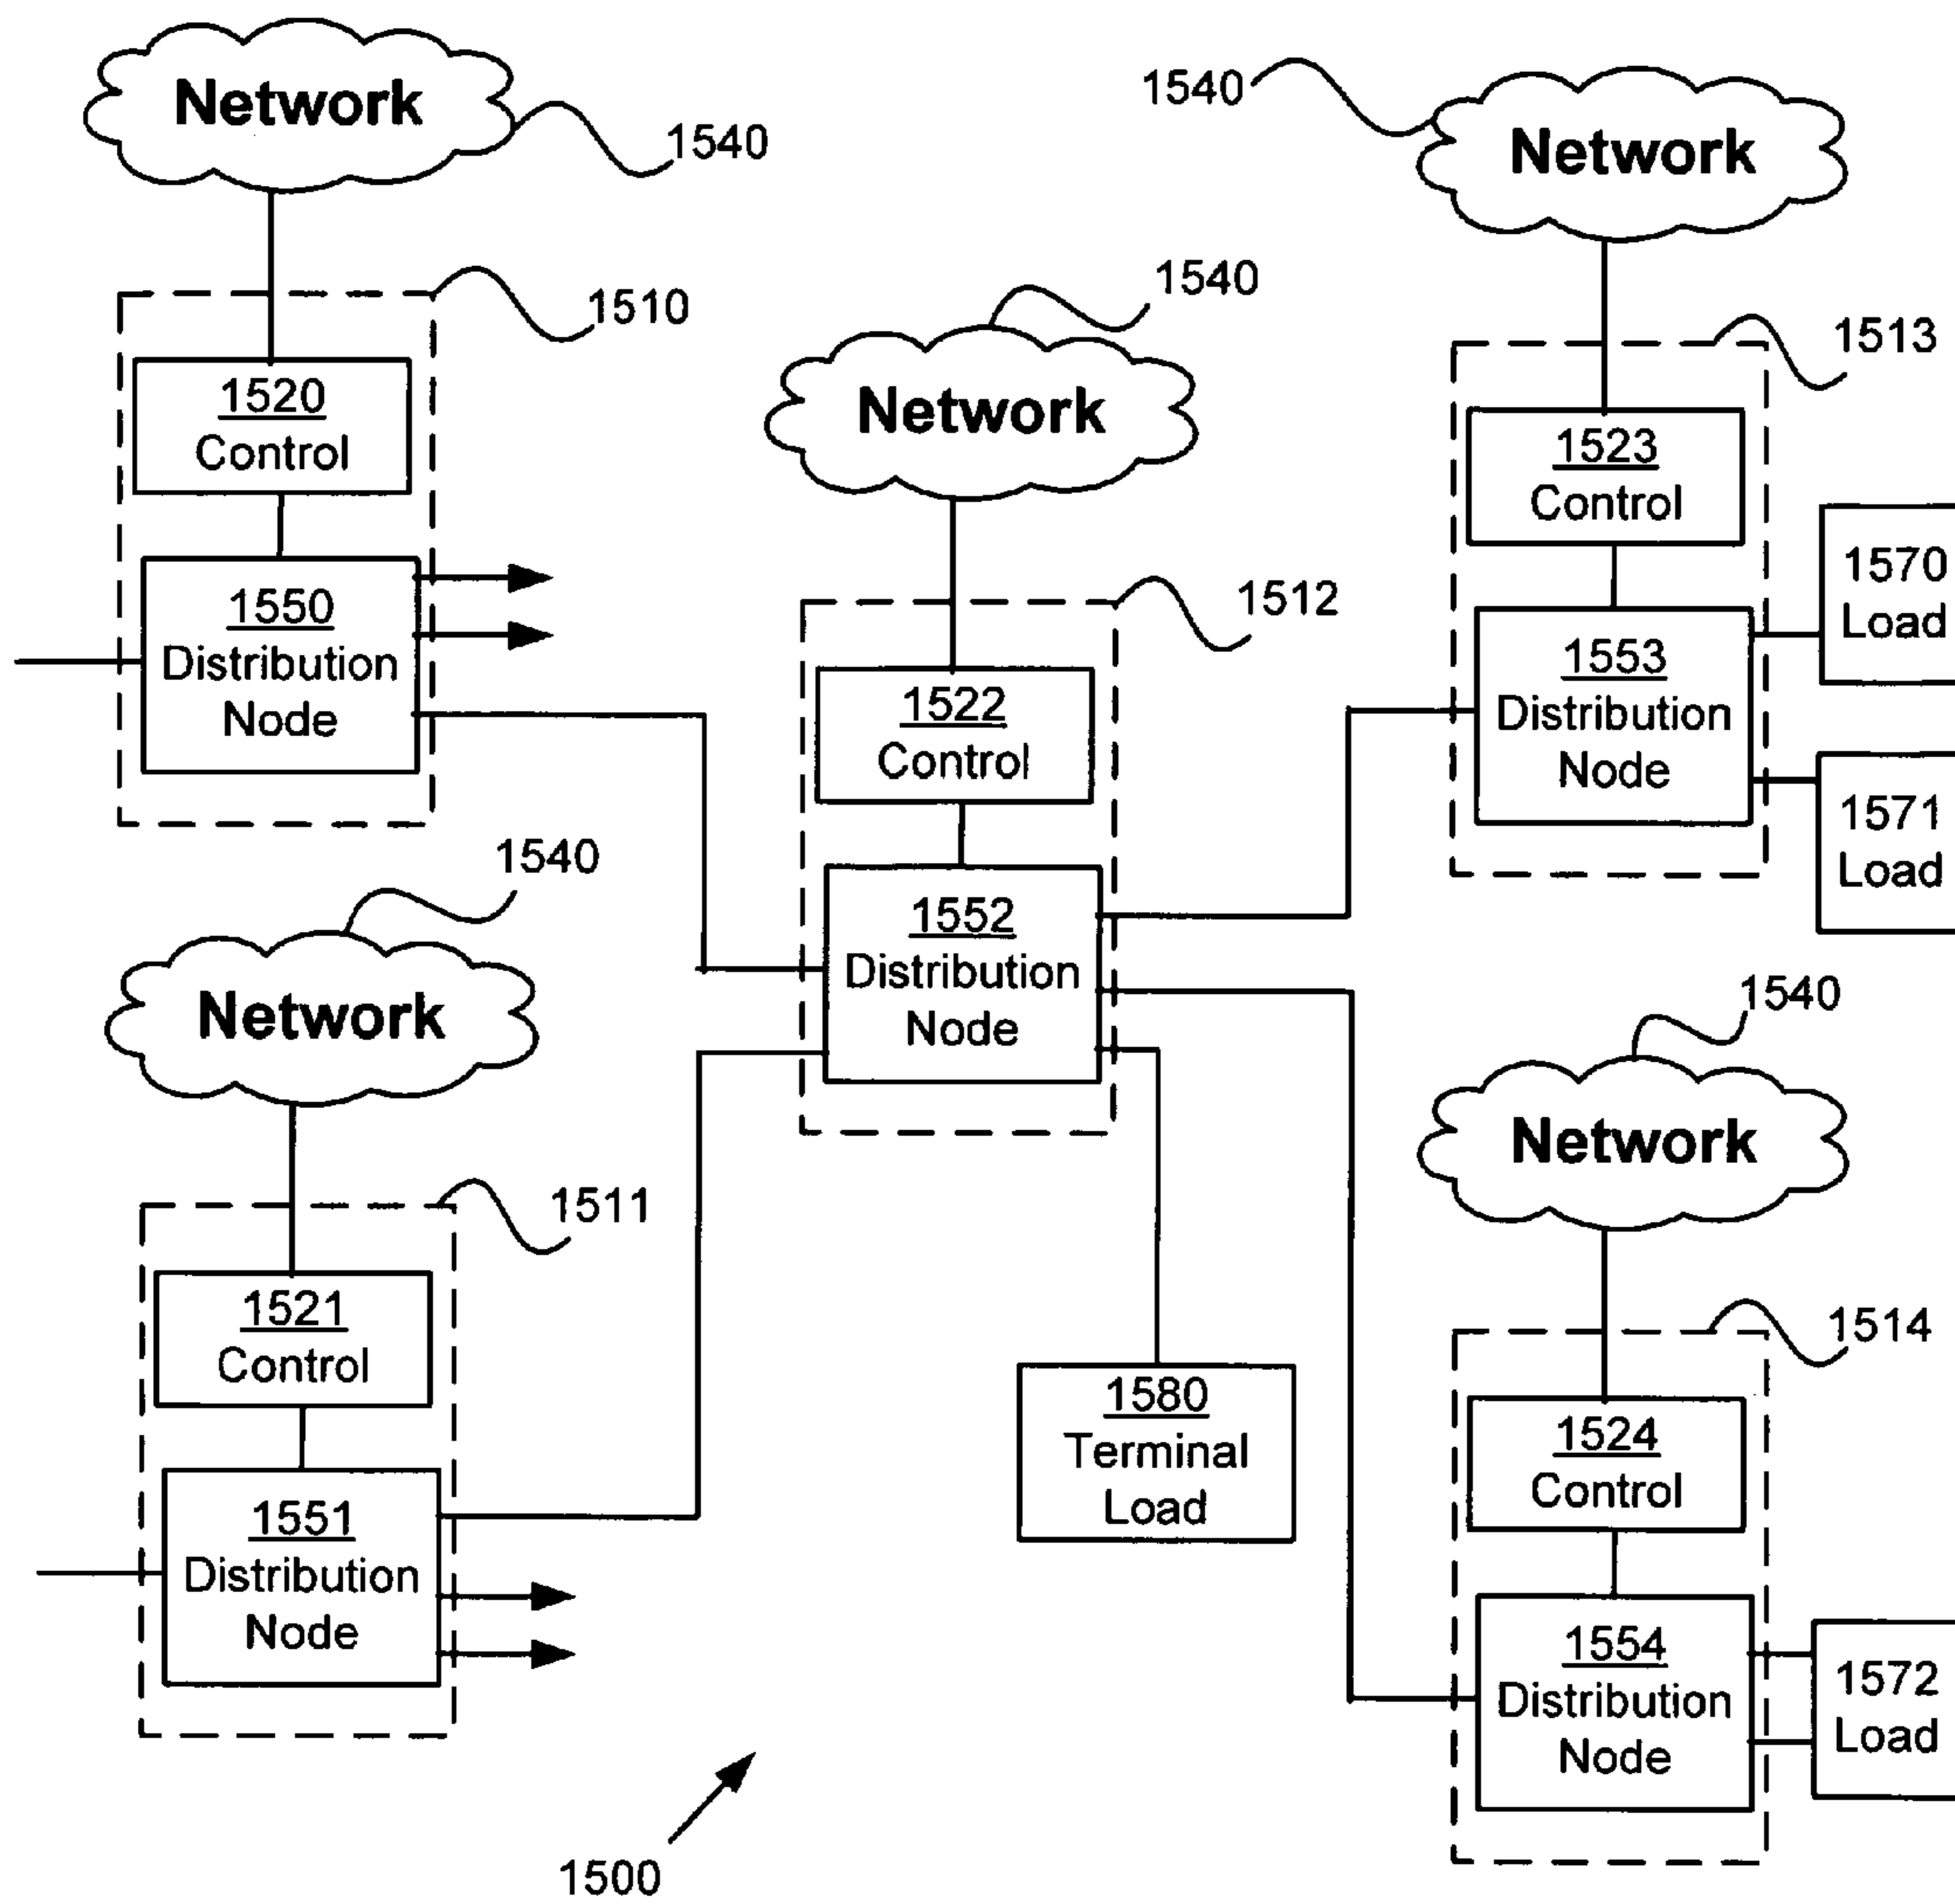 Network
1540
1510
1520
Control
1550
Distribution
Node
1540
Network
1540
Network
1513
1523
Control
1570
Load
1553
Distribution
Node
1571
Load
1512
1522
Control
1552
Distribution
Node
1540
Network
1511
1521
Control
1551
Distribution
Node
1580
Terminal
Load
1540
Network
1514
1524
Control
1554
Distribution
Node
1572
Load
1500